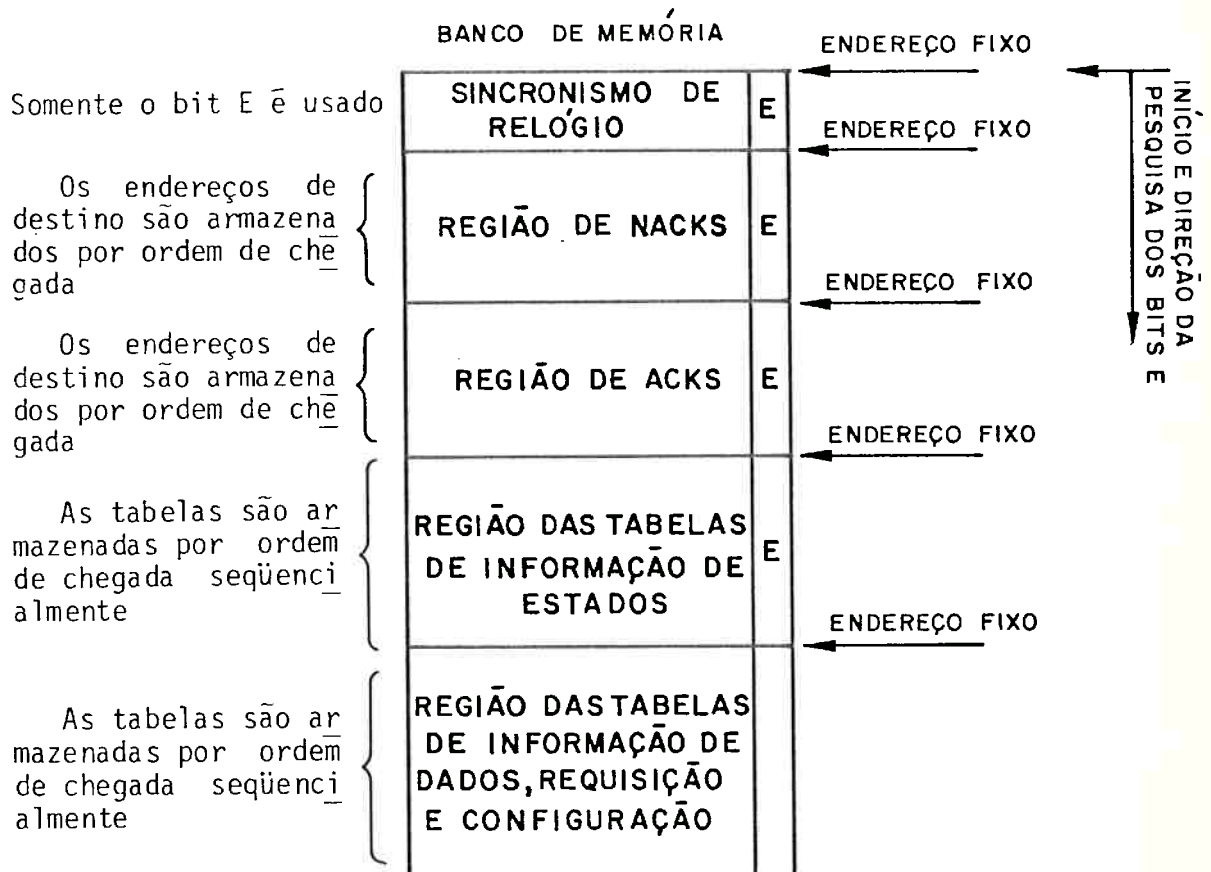 BANCO DE MEMÓRIA
ENDEREÇO FIXO
Somente o bit E é usado
SINCRONISMO DE
RELÓGIO
E
ENDEREÇO FIXO
INÍCIO E DIREÇÃO DA
PESQUISA DOS BITS E
Os endereços de
destino são armazena
dos por ordem de che
gada
REGIÃO DE NACKS
E
ENDEREÇO FIXO
Os endereços de
destino são armazena
dos por ordem de che
gada
REGIÃO DE ACKS
E
ENDEREÇO FIXO
As tabelas são ar
mazenadas por ordem
de chegada seqüenci
almente
REGIÃO DAS TABELAS
DE INFORMAÇÃO DE
ESTADOS
E
ENDEREÇO FIXO
As tabelas são ar
mazenadas por ordem
de chegada seqüenci
almente
REGIÃO DAS TABELAS
DE INFORMAÇÃO DE
DADOS, REQUISIÇÃO
E CONFIGURAÇÃO